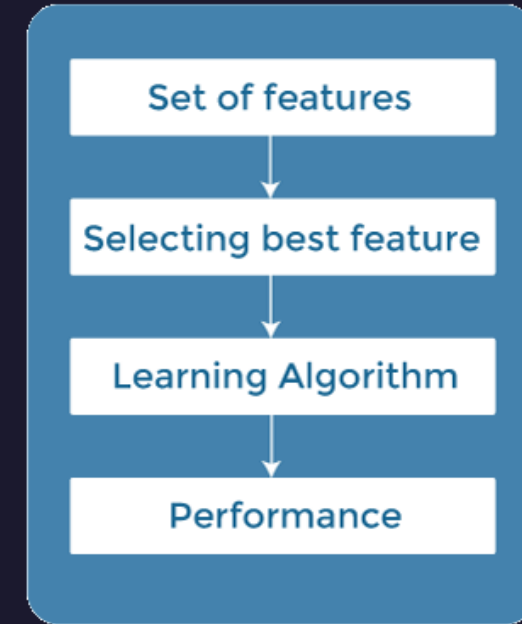 Set of features
Selecting best feature
Learning Algorithm
Performance